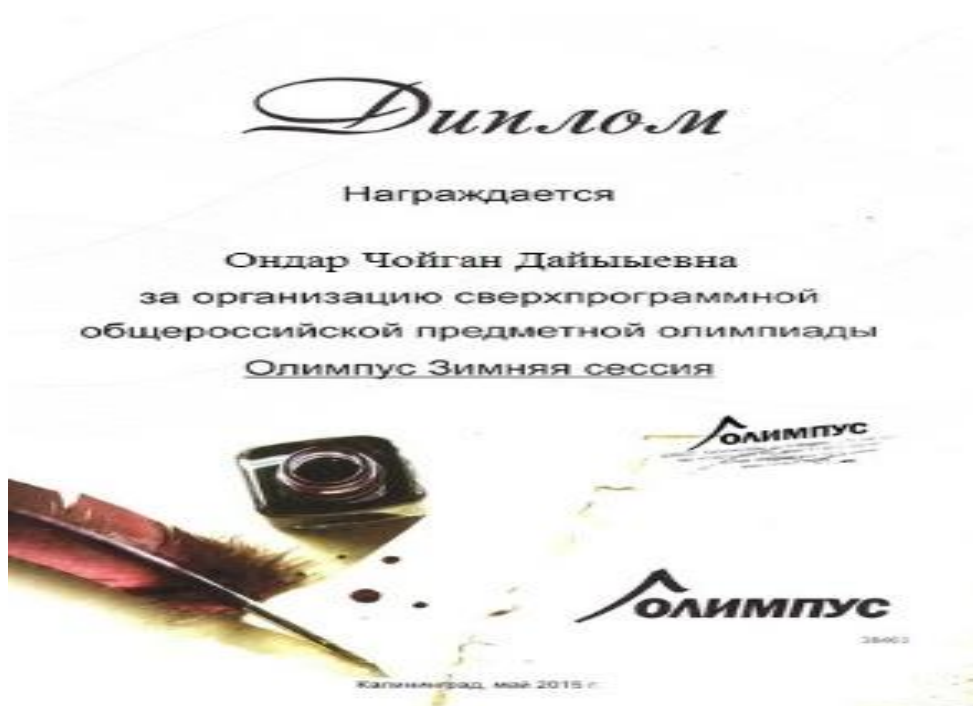 Диплом
Награждается
Ондар Чойган Дайыыевна
за организацию сверхпрограммной
общероссийской предметной олимпиады
Олимпус Зимняя сессия
ОЛИМПУС
ОЛИМПУС
Калининград, май 2015 г.